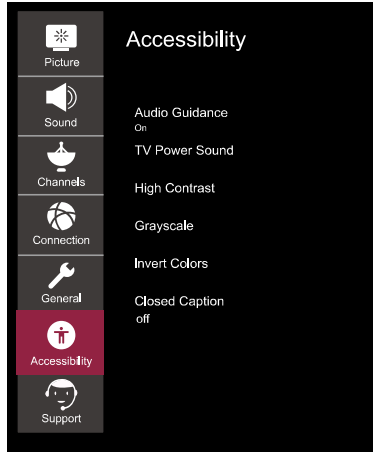 Picture
Sound
Channels
Connection
General
Accessibility
Support
Accessibility
Audio Guidance
On
TV Power Sound
High Contrast
Grayscale
Invert Colors
Closed Caption
off